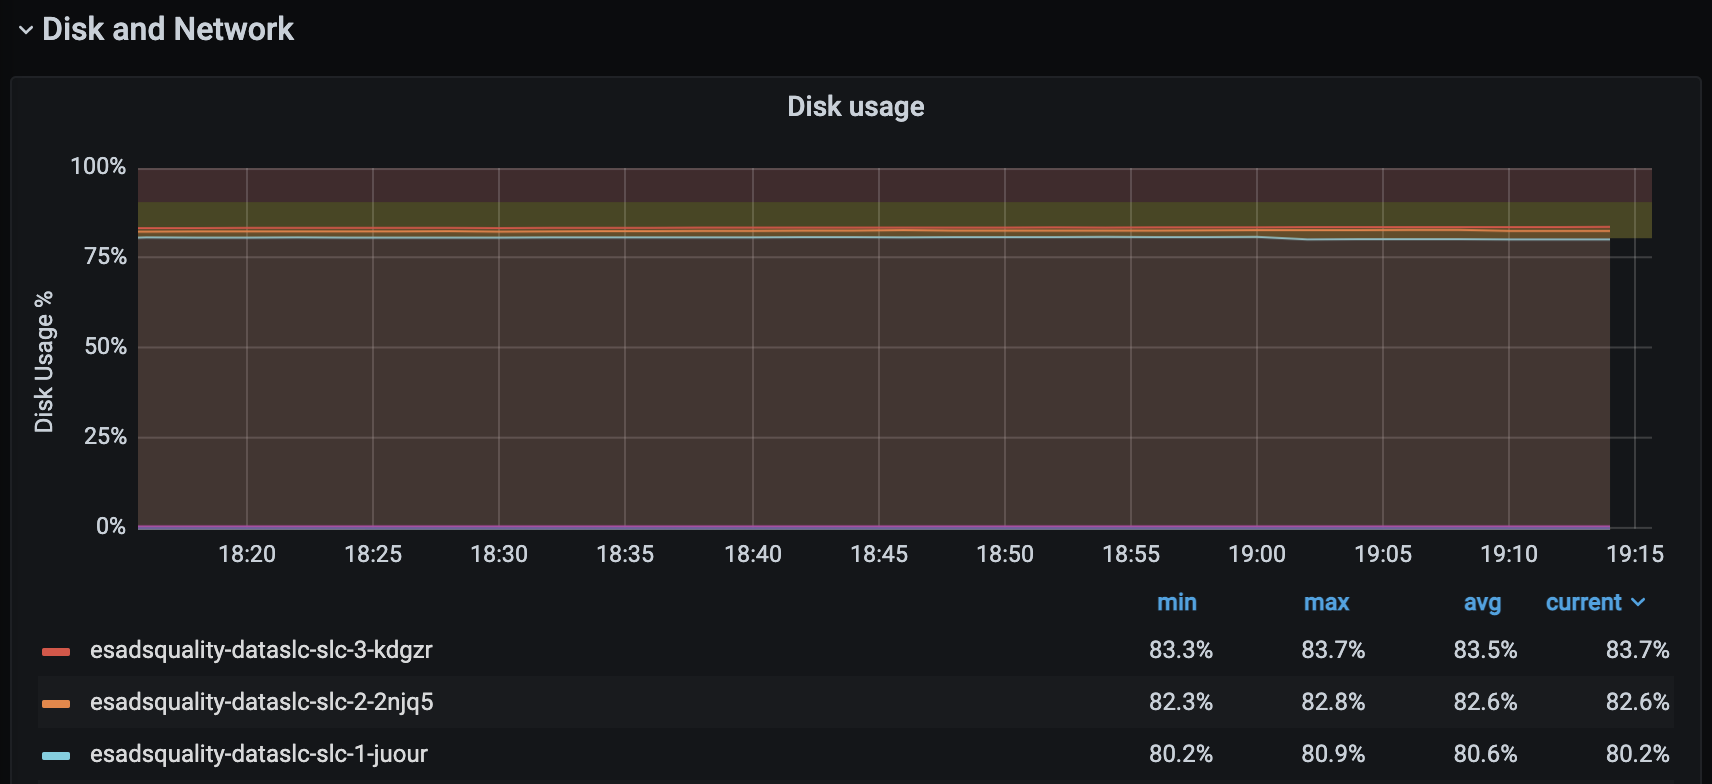 Disk and Network
Disk usage
100%
75%
50%
25%
0%
Disk Usage %
18:20 18:25 18:30 18:35 18:40 18:45 18:50 18:55 19:00 19:05 19:10 19:15
min max avg current
esadsquality-dataslc-slc-3-kdgzr 83.3% 83.7% 83.5% 83.7%
esadsquality-dataslc-slc-2-2njq5 82.3% 82.8% 82.6% 82.6%
esadsquality-dataslc-slc-1-juour 80.2% 80.9% 80.6% 80.2%